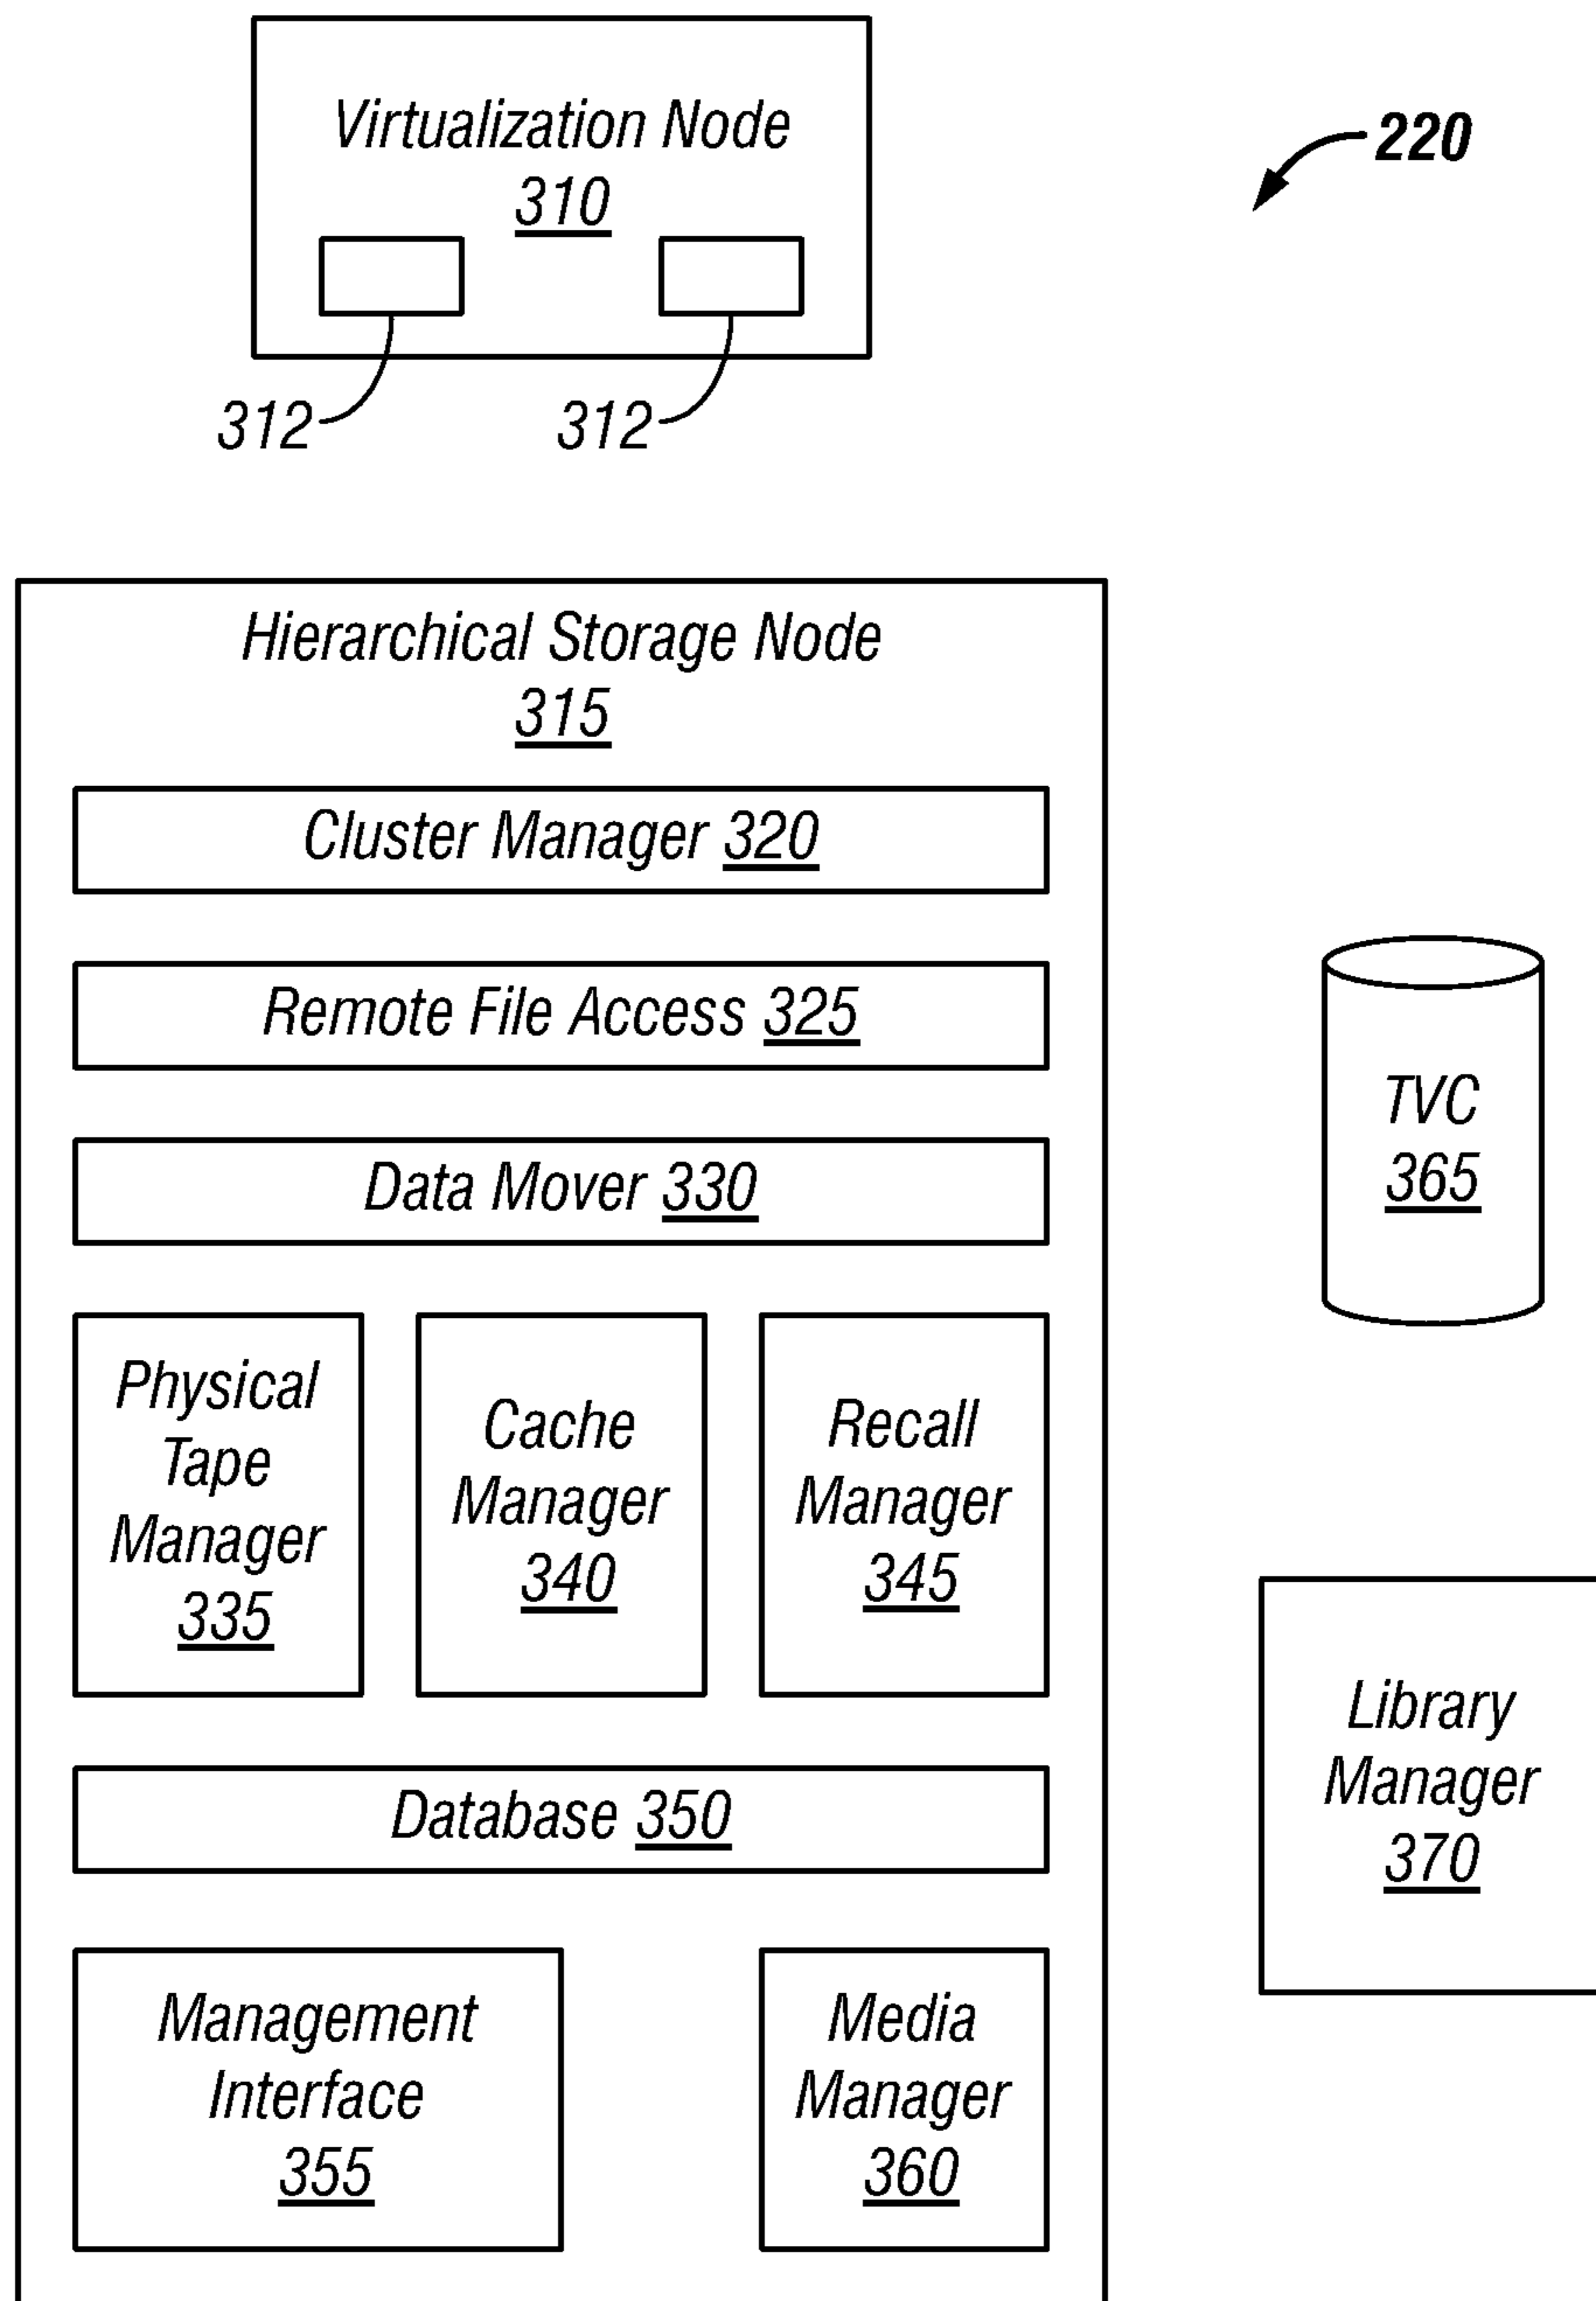 Virtualization Node
310
220
312
312
Hierarchical Storage Node
315
Cluster Manager 320
Remote File Access 325
Data Mover 330
TVC
365
Physical
Tape
Manager
335
Cache
Manager
340
Recall
Manager
345
Library
Manager
370
Database 350
Management
Interface
355
Media
Manager
360